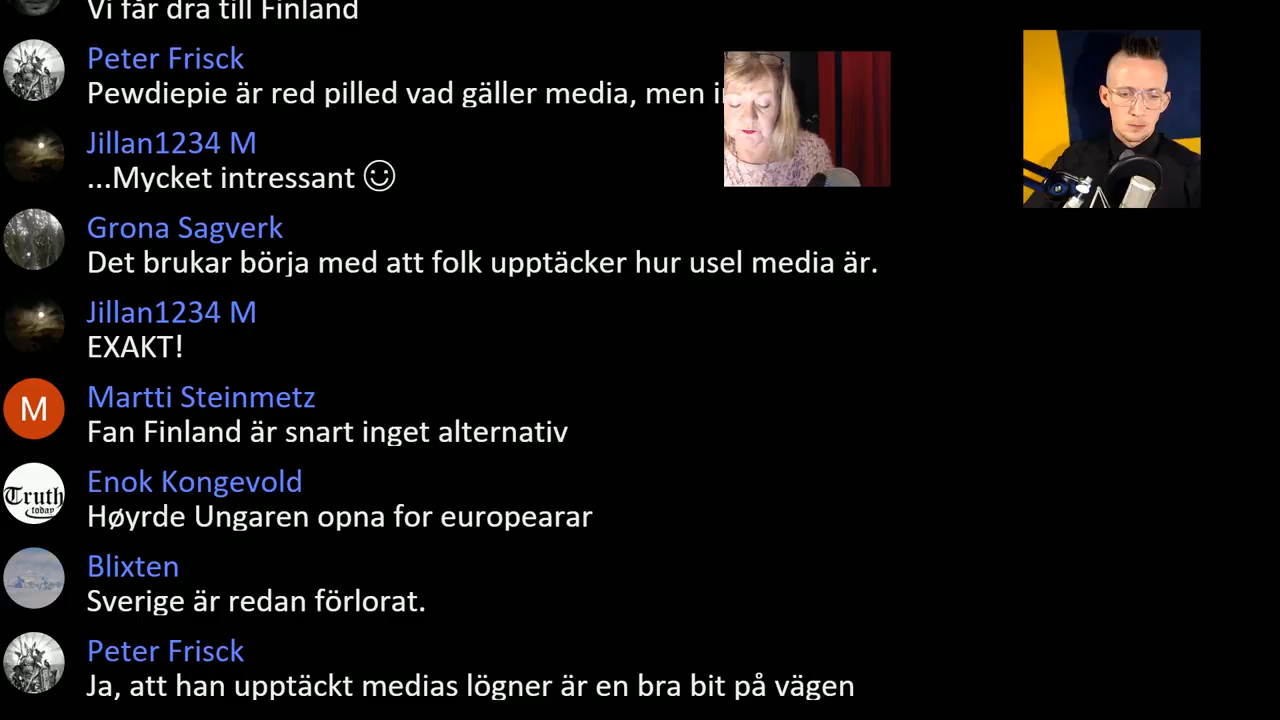 Vi får dra till Finland
Peter Frisck
Pewdiepie är red pilled vad gäller media, men
Jillan1234 M
...Mycket intressant ☺
Grona Sagverk
Det brukar börja med att folk upptäcker hur usel media är.
Jillan1234 M
EXAKT!
M
Martti Steinmetz
Fan Finland är snart inget alternativ
Truth
today
Enok Kongevold
Høyrde Ungaren opna for europearar
Blixten
Sverige är redan förlorat.
Peter Frisck
Ja, att han upptäckt medias lögner är en bra bit på vägen